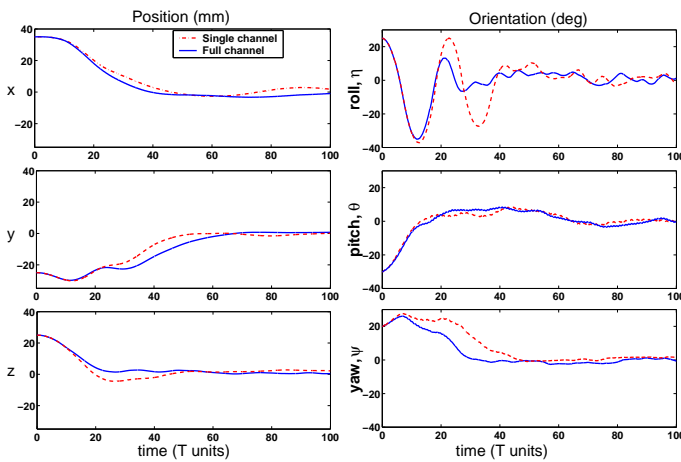 Position (mm)
Orientation (deg)
Single channel
Full channel
40
20
0
-20
0 20 40 60 80 100
x
20
0
-20
-40
0 20 40 60 80 100
roll, η
20
0
-20
0 20 40 60 80 100
y
20
0
-20
-40
0 20 40 60 80 100
pitch, θ
20
0
-20
0 20 40 60 80 100
z
time (T units)
20
0
-20
-40
0 20 40 60 80 100
yaw, ψ
time (T units)